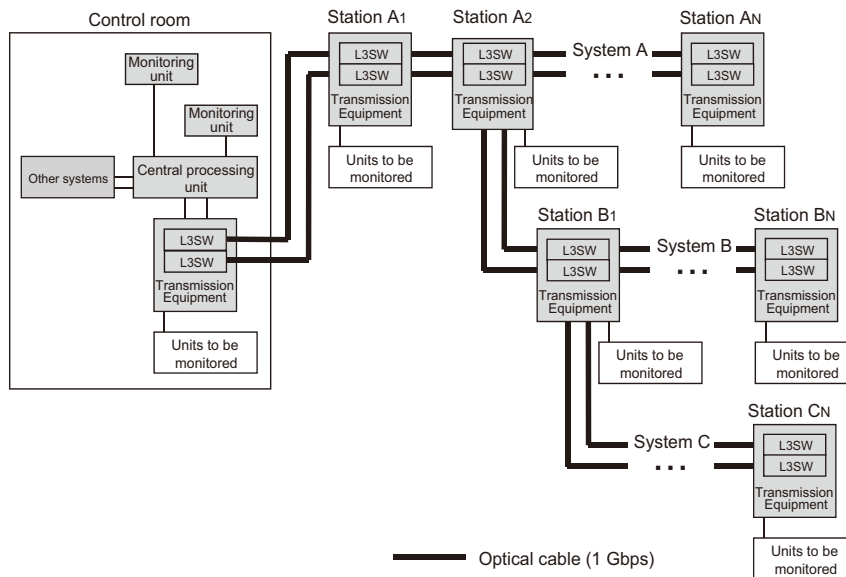 Control room
Monitoring
unit
Monitoring
unit
Other systems
Central processing
unit
L3SW
L3SW
Transmission
Equipment
Units to be
monitored
Station A1
L3SW
L3SW
Transmission
Equipment
Units to be
monitored
Station A2
L3SW
L3SW
Transmission
Equipment
Units to be
monitored
System A
...
Station AN
L3SW
L3SW
Transmission
Equipment
Units to be
monitored
Station B1
L3SW
L3SW
Transmission
Equipment
Units to be
monitored
System B
...
Station BN
L3SW
L3SW
Transmission
Equipment
Units to be
monitored
System C
...
Station CN
L3SW
L3SW
Transmission
Equipment
Units to be
monitored
Optical cable (1 Gbps)